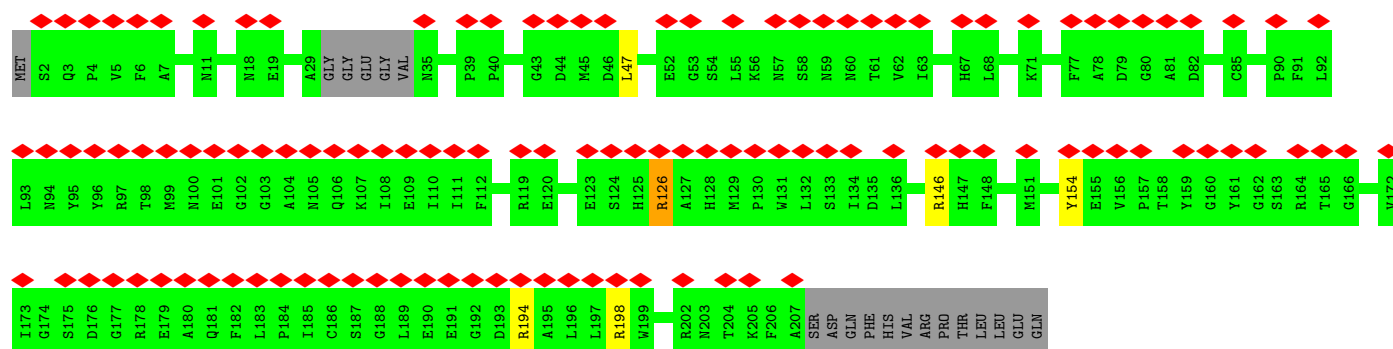 MET S2 Q3 P4 V5 F6 A7 N11 N18 E19 A29 GLY GLY GLU GLY VAL N35 P39 P40 G43 D44 M45 D46 L47 E52 G53 S54 L55 K56 N57 S58 N59 N60 T61 V62 I63 H67 L68 K71 F77 A78 D79 G80 A81 D82 C85 P90 F91 L92
L93 N94 Y95 Y96 R97 T98 M99 N100 E101 G102 G103 A104 N105 Q106 K107 I108 E109 I110 I111 F112 R119 E120 E123 S124 H125 R126 A127 H128 M129 P130 W131 L132 S133 I134 D135 L136 R146 H147 F148 M151 Y154 E155 V156 P157 T158 Y159 G160 Y161 G162 S163 R164 T165 G166 V172
I173 G174 S175 D176 G177 R178 E179 A180 Q181 F182 L183 P184 I185 C186 S187 G188 L189 E190 E191 G192 D193 R194 A195 L196 L197 R198 W199 R202 N203 T204 K205 F206 A207 SER ASP GLN PHE HIS VAL ARG PRO THR LEU LEU GLU GLN